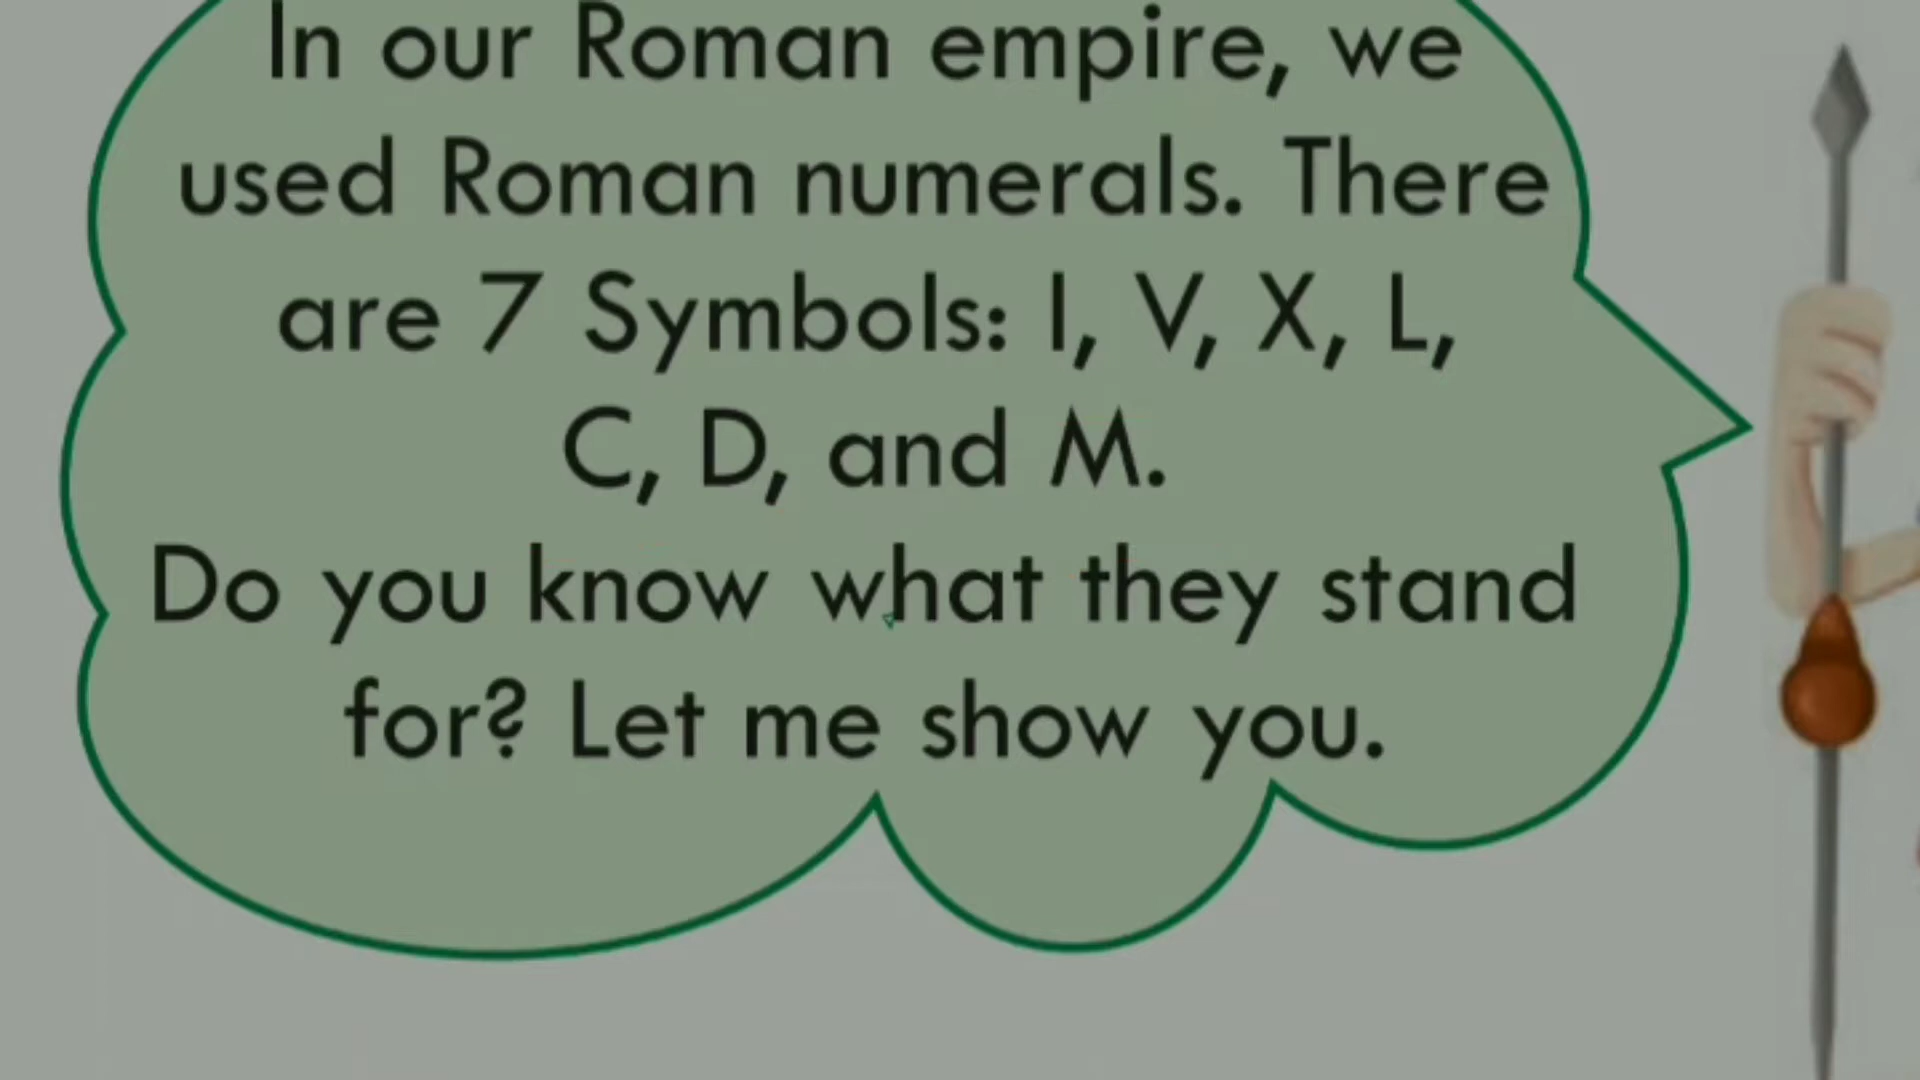 In our Roman empire, we
used Roman numerals. There
are 7 Symbols: I, V, X, L,
C, D, and M.
Do you know what they stand
for? Let me show you.